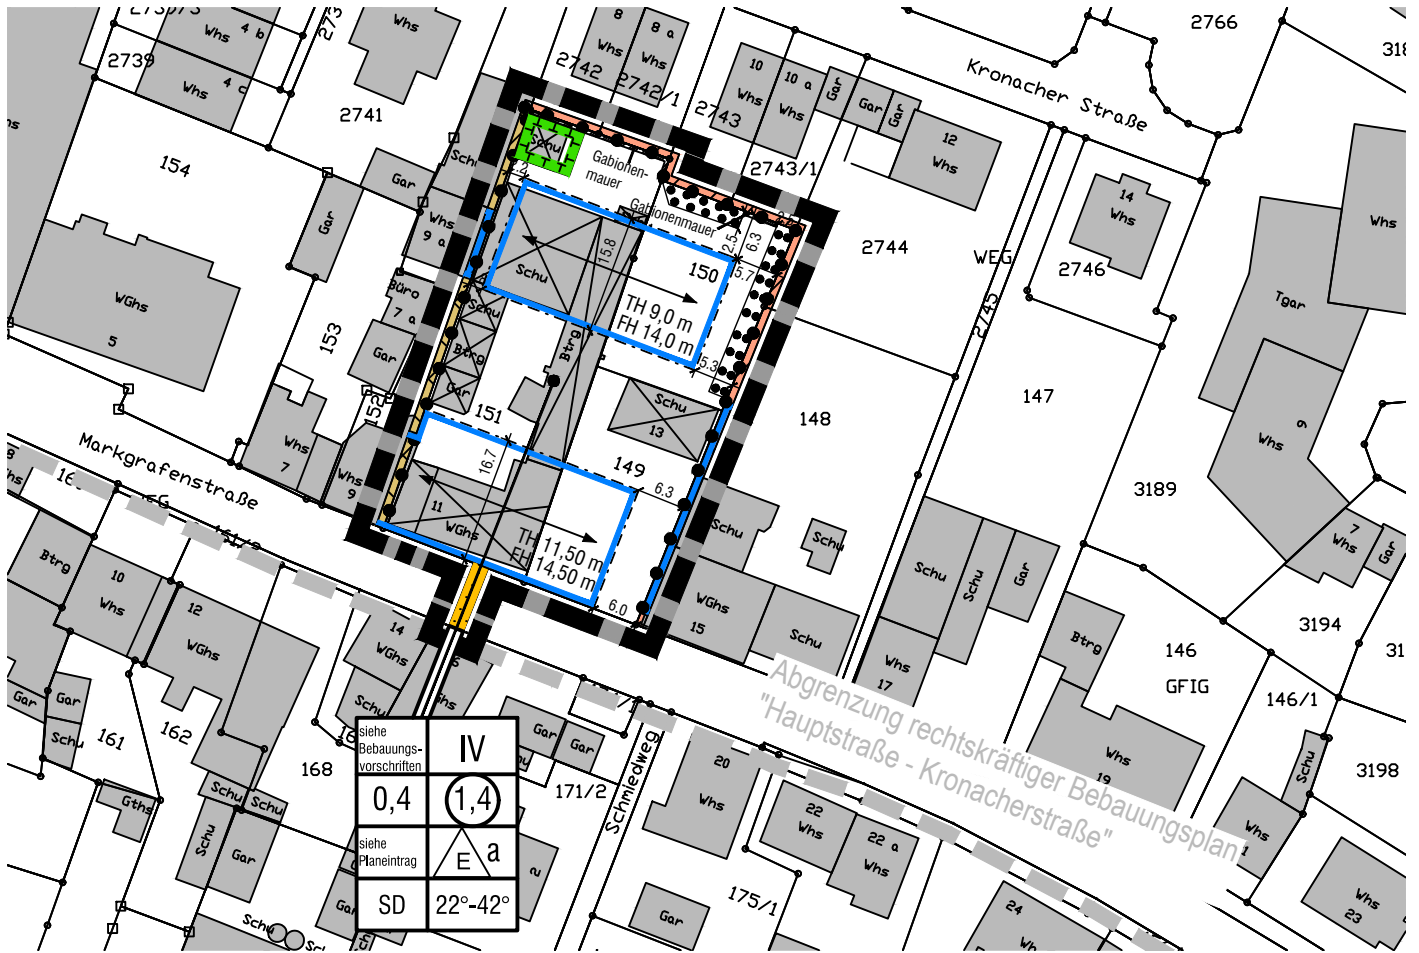 2739
Whs
4 b
Whs
4 c
Whs
2741
154
WGhs
5
Gar
Gar
Whs
9 a
Büro
7 a
Gar
153
152
Whs
7
Whs
9
Markgrafenstraße
8
Whs
8 a
Whs
2742
2742/1
2743
10
Whs
10 a
Whs
Gar
Gar
Gar
12
Whs
2743/1
Kronacher Straße
2766
2744
WEG
2745
14
Whs
2746
Whs
Tgar
Whs
9
147
148
3189
7
Whs
Gar
3194
146
GFIG
146/1
3198
Schu
Gabionen-
mauer
Gabionenmauer
2.5
6.3
5.7
15.8
150
Schu
TH 9,0 m
FH 14,0 m
5.3
Schu
Btrg
Gar
Btrg
151
Schu
13
149
16.7
6.3
11
WGhs
TH 11,50 m
FH 14,50 m
6.0
Schu
Schu
WGhs
15
Schu
Schu
Schu
Gar
Whs
17
Btrg
Whs
19
Btrg
10
Whs
12
WGhs
14
WGhs
Schu
Gar
Gar
Schu
161
162
Gths
Schu
Schu
Schu
Gar
168
Gar
Gar
171/2
Schmiedweg
20
Whs
22
Whs
22 a
Whs
175/1
Gar
24
Schu
Schu
Whs
Whs
23
Abgrenzung rechtskräftiger Bebauungsplan
"Hauptstraße - Kronacherstraße"
siehe
Bebauungs-
vorschriften
IV
0,4
1,4
siehe
Planeintrag
E
a
SD
22°-42°